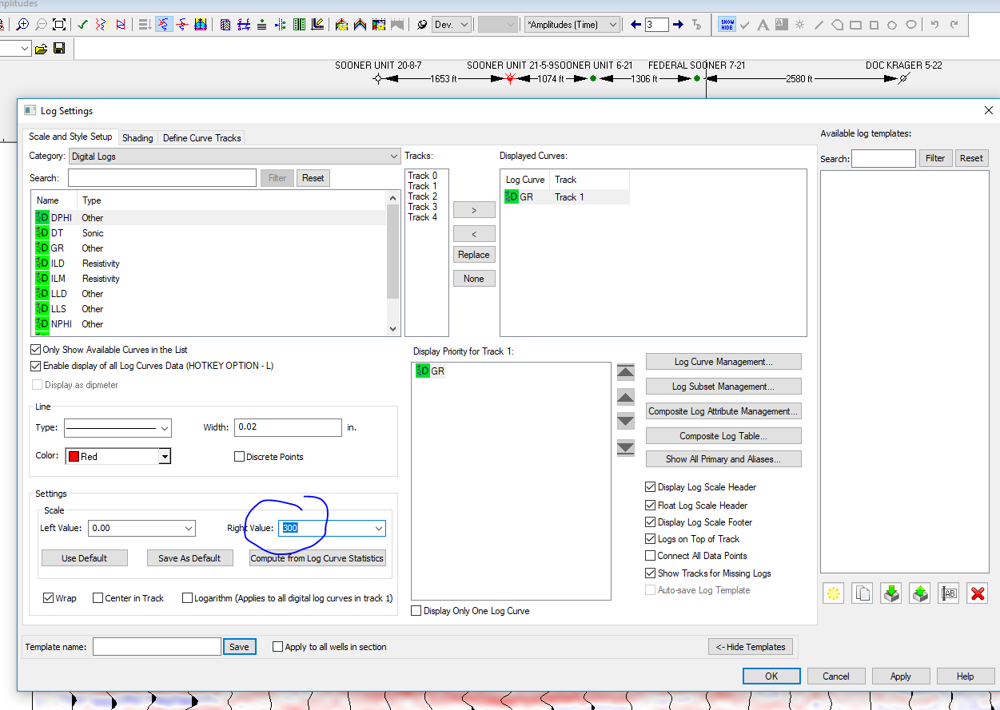 mplitudes
Dev.
*Amplitudes (Time)
3
SHOW HIDE
SOONER UNIT 20-8-7 SOONER UNIT 21-5-9 SOONER UNIT 6-21 FEDERAL SOONER 7-21 DOC KRAGER 5-22
1653 ft 1074 ft 1306 ft 2580 ft
Log Settings
Scale and Style Setup Shading Define Curve Tracks
Available log templates:
Category: Digital Logs Tracks: Displayed Curves:
Search: Filter Reset
Search: Filter Reset
Name Type
DPHI Other
DT Sonic
GR Other
ILD Resistivity
ILM Resistivity
LLD Other
LLS Other
NPHI Other
Track 0
Track 1
Track 2
Track 3
Track 4
>
<
Replace
None
Log Curve Track
GR Track 1
Only Show Available Curves in the List
Enable display of all Log Curves Data (HOTKEY OPTION - L)
Display as dipmeter
Line
Type: Width: 0.02 in.
Color: Red Discrete Points
Settings
Scale
Left Value: 0.00 Right Value: 300
Use Default Save As Default Compute from Log Curve Statistics
Wrap Center in Track Logarithm (Applies to all digital log curves in track 1)
Display Priority for Track 1:
GR
Display Only One Log Curve
Log Curve Management...
Log Subset Management...
Composite Log Attribute Management...
Composite Log Table...
Show All Primary and Aliases...
Display Log Scale Header
Float Log Scale Header
Display Log Scale Footer
Logs on Top of Track
Connect All Data Points
Show Tracks for Missing Logs
Auto-save Log Template
Template name: Save Apply to all wells in section <- Hide Templates
OK Cancel Apply Help